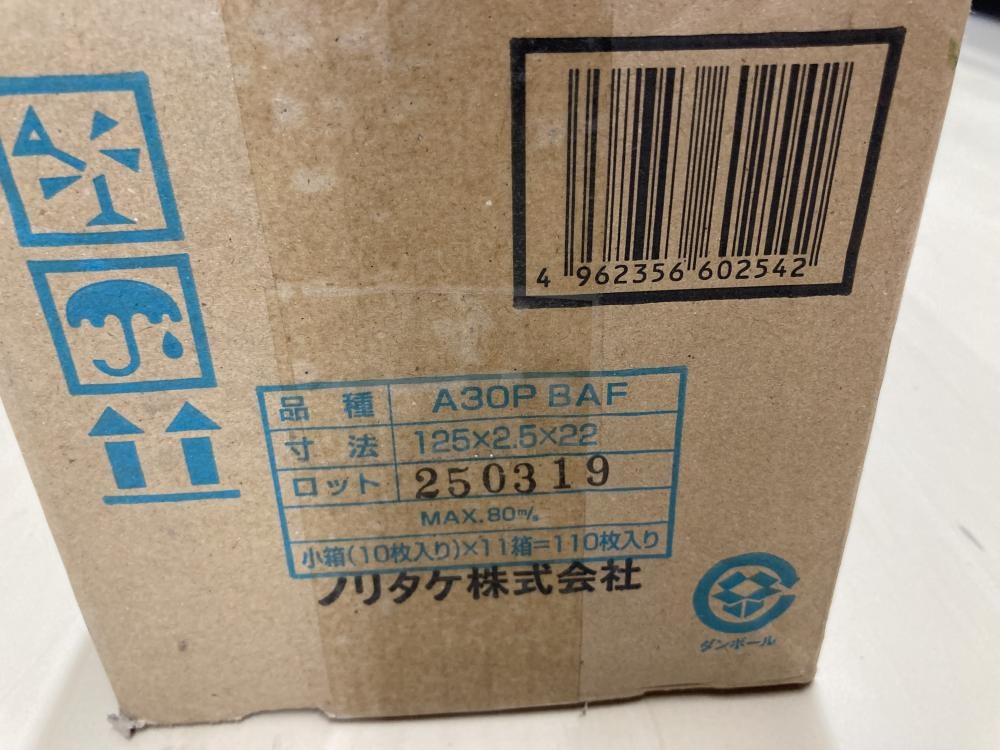 4 962356 602542
品種 A30P BAF
寸法 125×2.5×22
ロット 250319
MAX.80m/s
小箱(10枚入り)×11箱=110枚入り
ノリタケ株式会社
ダンボール